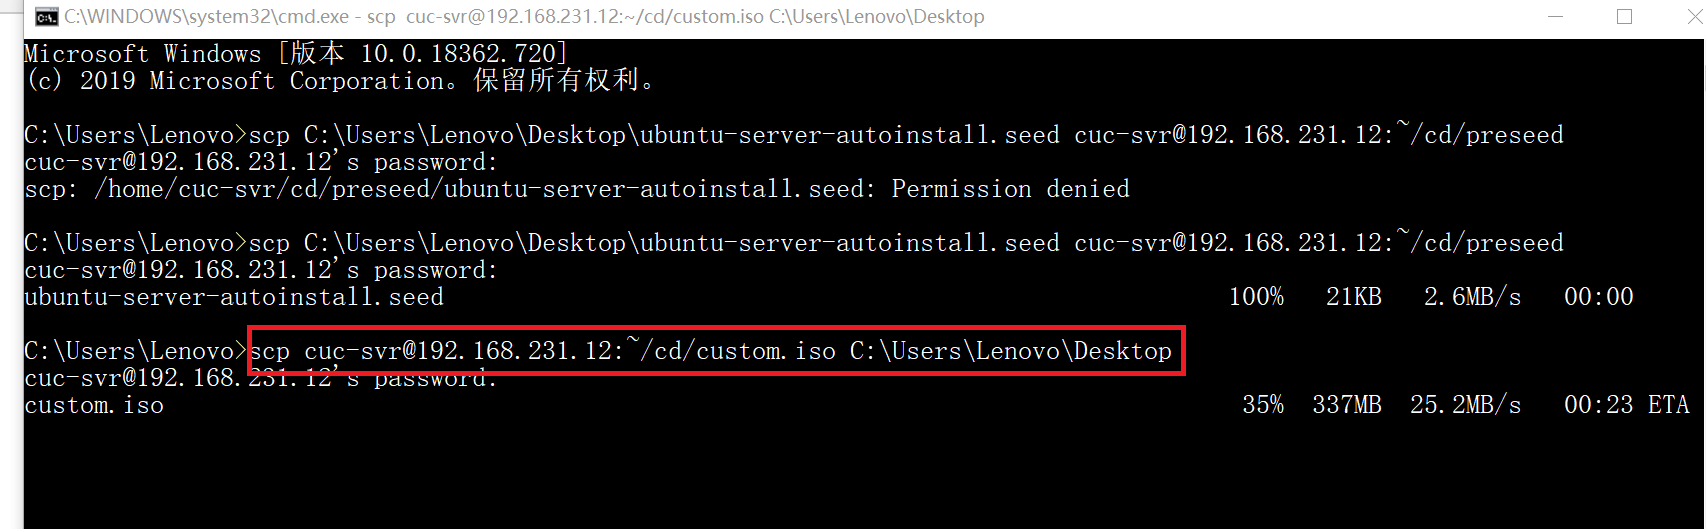 C:\WINDOWS\system32\cmd.exe - scp  cuc-svr@192.168.231.12:~/cd/custom.iso C:\Users\Lenovo\Desktop
Microsoft Windows [版本 10.0.18362.720]
(c) 2019 Microsoft Corporation。保留所有权利。
C:\Users\Lenovo>scp C:\Users\Lenovo\Desktop\ubuntu-server-autoinstall.seed cuc-svr@192.168.231.12:~/cd/preseed
cuc-svr@192.168.231.12's password:
scp: /home/cuc-svr/cd/preseed/ubuntu-server-autoinstall.seed: Permission denied
C:\Users\Lenovo>scp C:\Users\Lenovo\Desktop\ubuntu-server-autoinstall.seed cuc-svr@192.168.231.12:~/cd/preseed
cuc-svr@192.168.231.12's password:
ubuntu-server-autoinstall.seed 100% 21KB 2.6MB/s 00:00
C:\Users\Lenovo>scp cuc-svr@192.168.231.12:~/cd/custom.iso C:\Users\Lenovo\Desktop
cuc-svr@192.168.231.12's password:
custom.iso 35% 337MB 25.2MB/s 00:23 ETA